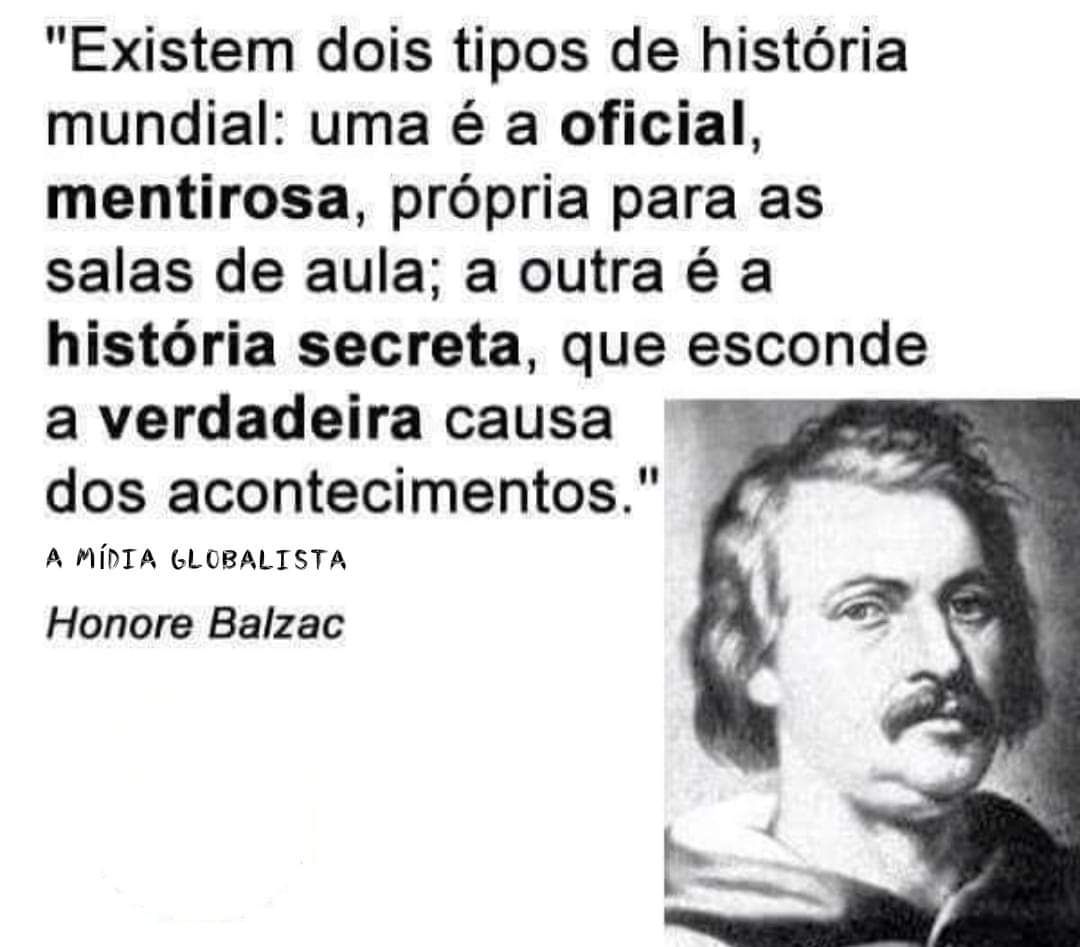 "Existem dois tipos de história
mundial: uma é a oficial,
mentirosa, própria para as
salas de aula; a outra é a
história secreta, que esconde
a verdadeira causa
dos acontecimentos."
A MÍDIA GLOBALISTA
Honore Balzac